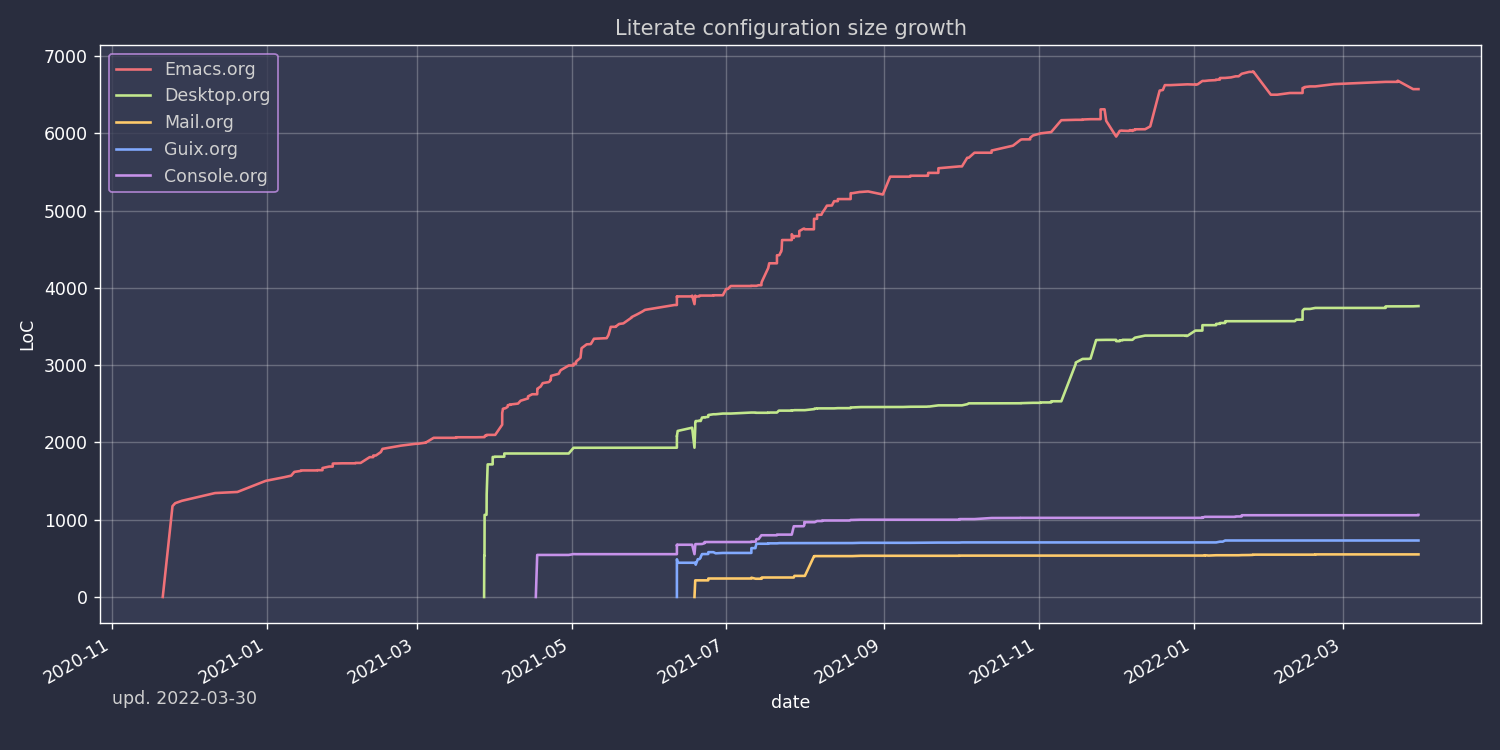 Literate configuration size growth
7000
6000
5000
4000
3000
2000
1000
0
LoC
Emacs.org
Desktop.org
Mail.org
Guix.org
Console.org
2020-11
2021-01
2021-03
2021-05
2021-07
2021-09
2021-11
2022-01
2022-03
date
upd. 2022-03-30